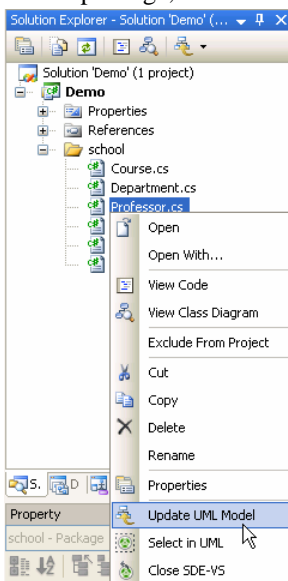 Solution Explorer - Solution 'Demo' (...
Solution 'Demo' (1 project)
Demo
Properties
References
school
Course.cs
Department.cs
Professor.cs
Open
Open With...
View Code
View Class Diagram
Exclude From Project
Cut
Copy
Delete
Rename
Properties
S.
D
Property
school - Package
Update UML Model
Select in UML
Close SDE-VS